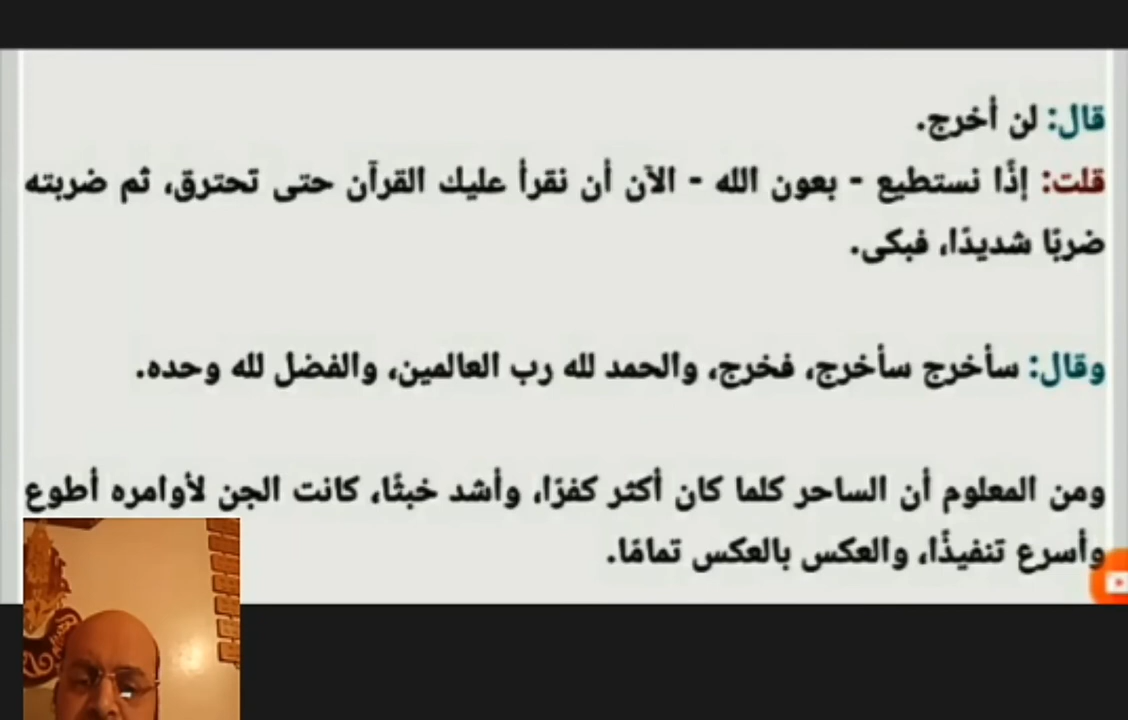 قال: لن أخرج.
قلت: إذًا نستطيع - بعون الله - الآن أن نقرأ عليك القرآن حتى تحترق، ثم ضربته
ضربًا شديدًا، فبكى.
وقال: سأخرج سأخرج، فخرج، والحمد لله رب العالمين، والفضل لله وحده.
ومن المعلوم أن الساحر كلما كان أكثر كفرًا، وأشد خبثًا، كانت الجن لأوامره أطوع
وأسرع تنفيذًا، والعكس بالعكس تمامًا.